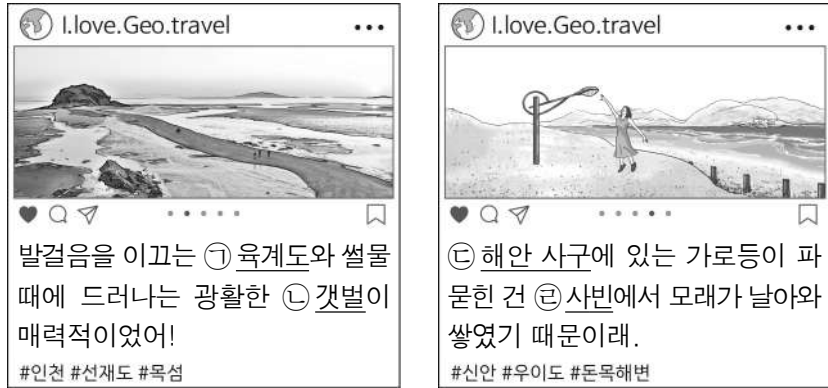 I.love.Geo.travel
발걸음을 이끄는 ㉠ 육계도와 썰물
때에 드러나는 광활한 ㉡ 갯벌이
매력적이었어!
#인천 #선재도 #목섬
I.love.Geo.travel
㉢ 해안 사구에 있는 가로등이 파
묻힌 건 ㉣ 사빈에서 모래가 날아와
쌓였기 때문이래.
#신안 #우이도 #돈목해변